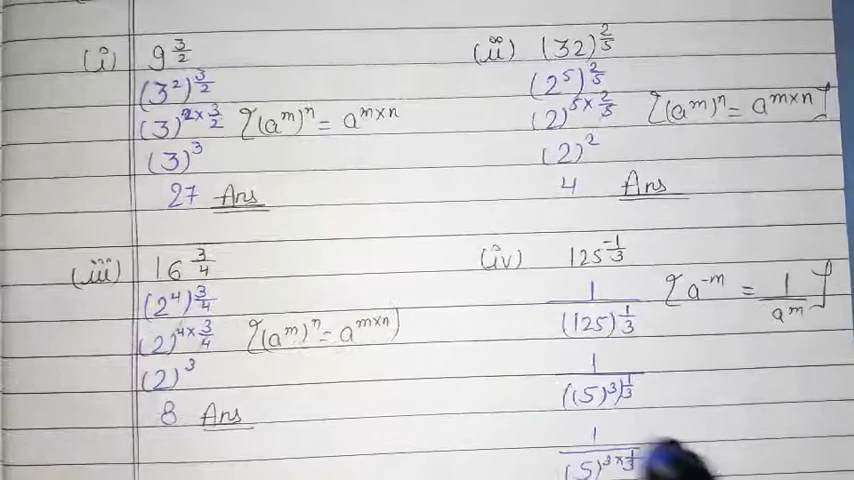 (i) 9^{3/2}
(3²)^{3/2}
(3)^{2×3/2} [(a^m)^n = a^{m×n}
(3)³
27 Ans
(ii) (32)^{2/5}
(2⁵)^{2/5}
(2)^{5×2/5} [(a^m)^n = a^{m×n}]
(2)²
4 Ans
(iii) 16^{3/4}
(2⁴)^{3/4}
(2)^{4×3/4} [(a^m)^n = a^{m×n}]
(2)³
8 Ans
(iv) 125^{-1/3}
1/(125)^{1/3} [a^{-m} = 1/a^m]
1/((5)³)^{1/3}
1/(5)^{3×1/3}